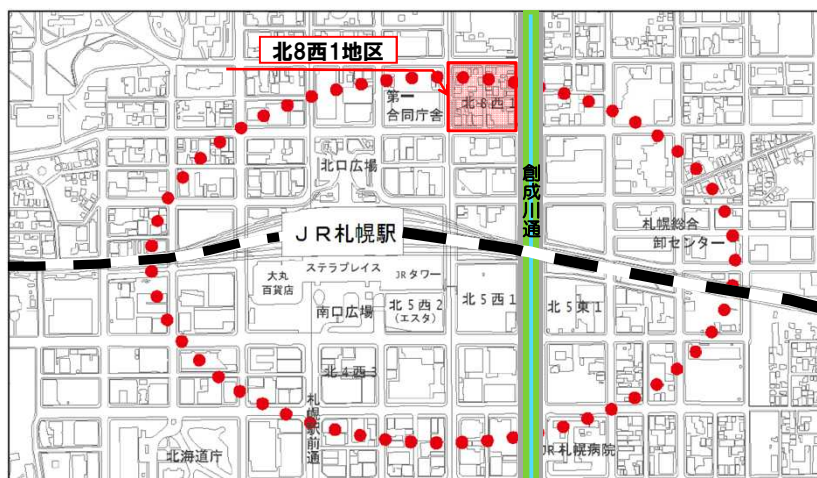 北8西1地区
第一
合同庁舎
北8西1
北口広場
創成川通
札幌総合
卸センター
JR札幌駅
ステラプレイス
JRタワー
大丸
百貨店
南口広場
北5西2
(エスタ)
北5西1
北5東1
北4西3
札幌駅前通
北海道庁
JR札幌病院